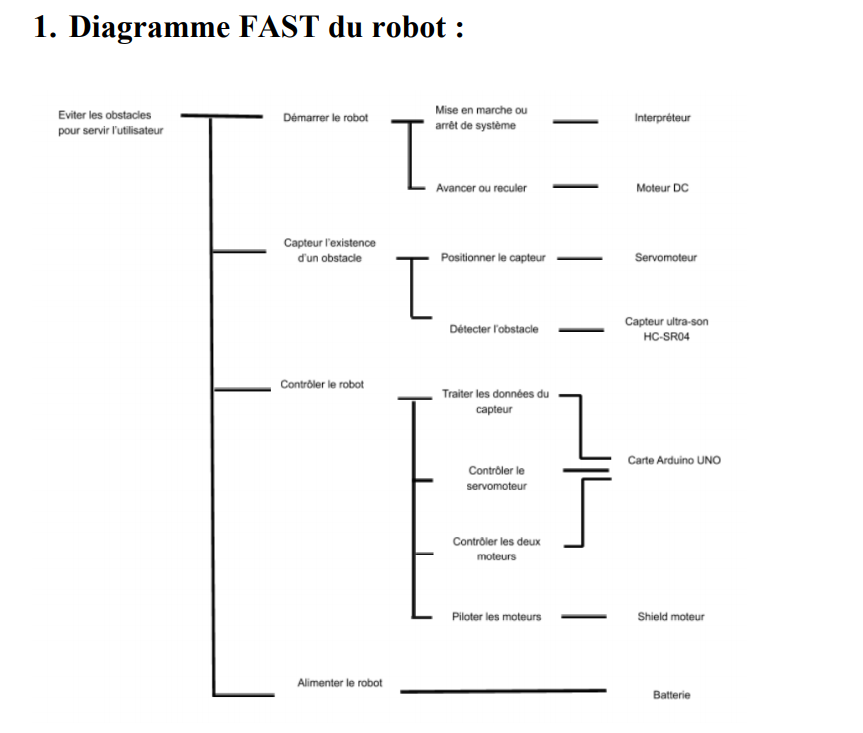 1. Diagramme FAST du robot :
Eviter les obstacles
pour servir l'utilisateur
Démarrer le robot
Mise en marche ou
arrêt de système
Interpréteur
Avancer ou reculer
Moteur DC
Capteur l'existence
d'un obstacle
Positionner le capteur
Servomoteur
Détecter l'obstacle
Capteur ultra-son
HC-SR04
Contrôler le robot
Traiter les données du
capteur
Carte Arduino UNO
Contrôler le
servomoteur
Contrôler les deux
moteurs
Piloter les moteurs
Shield moteur
Alimenter le robot
Batterie